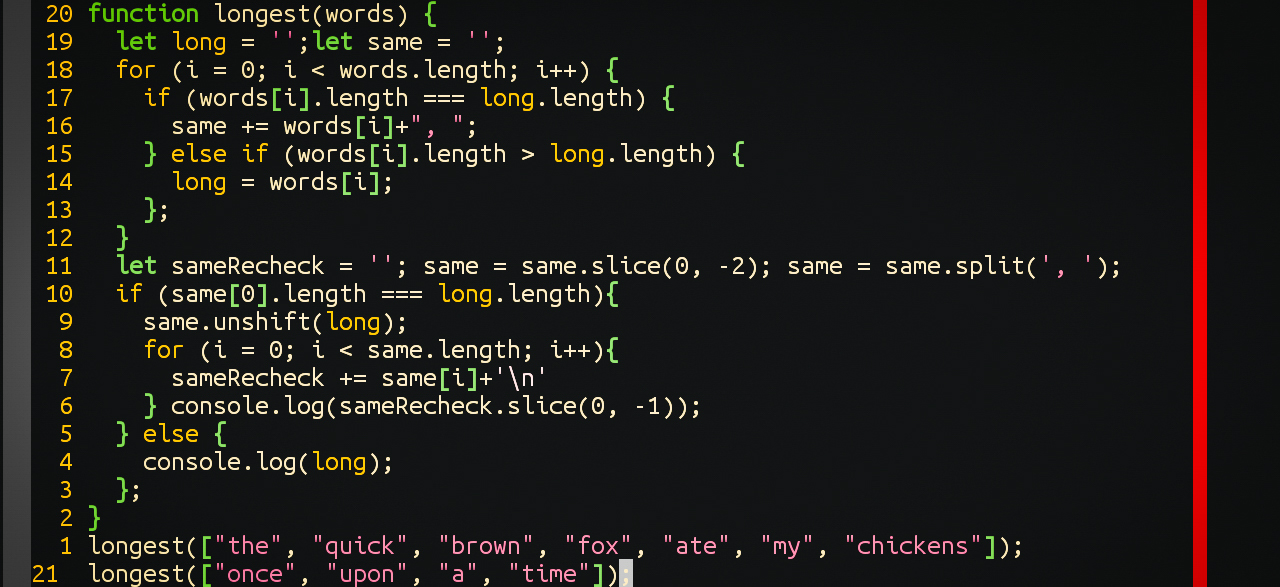 20 function longest(words) {
19   let long = '';let same = '';
18   for (i = 0; i < words.length; i++) {
17     if (words[i].length === long.length) {
16       same += words[i]+", ";
15     } else if (words[i].length > long.length) {
14       long = words[i];
13     };
12   }
11   let sameRecheck = ''; same = same.slice(0, -2); same = same.split(', ');
10   if (same[0].length === long.length){
9     same.unshift(long);
8     for (i = 0; i < same.length; i++){
7       sameRecheck += same[i]+'\n'
6     } console.log(sameRecheck.slice(0, -1));
5   } else {
4     console.log(long);
3   };
2 }
1 longest(["the", "quick", "brown", "fox", "ate", "my", "chickens"]);
21 longest(["once", "upon", "a", "time"]);